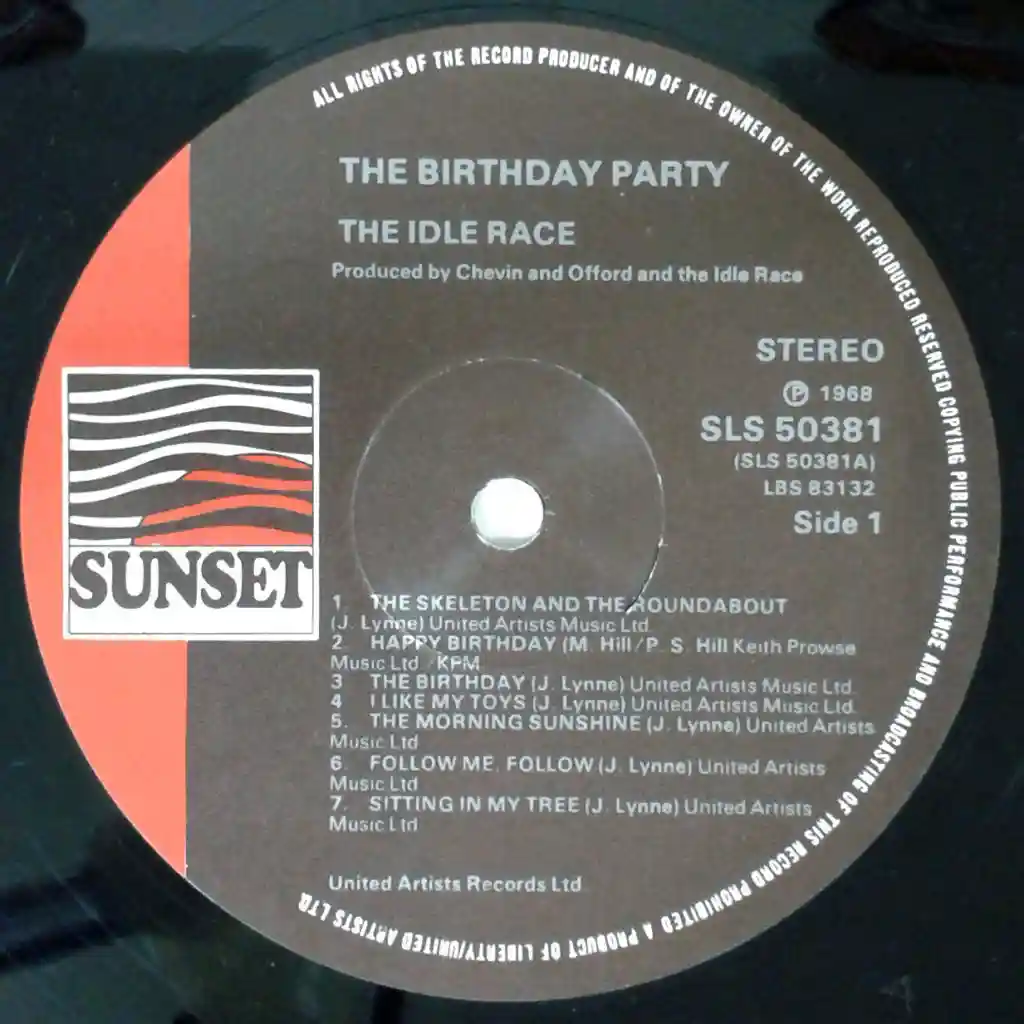 ALL RIGHTS OF THE RECORD PRODUCER AND OF THE OWNER OF THE WORK REPRODUCED RESERVED COPYING PUBLIC PERFORMANCE AND BROADCASTING OF THIS RECORD PROHIBITED A PRODUCT OF LIBERTY/UNITED ARTISTS LTD
THE BIRTHDAY PARTY
THE IDLE RACE
Produced by Chevin and Offord and the Idle Race
STEREO
Ⓟ 1968
SLS 50381
(SLS 50381A)
LBS 83132
Side 1
SUNSET
1. THE SKELETON AND THE ROUNDABOUT
(J. Lynne) United Artists Music Ltd
2. HAPPY BIRTHDAY (M. Hill/P. S. Hill Keith Prowse
Music Ltd /KPM
3 THE BIRTHDAY (J. Lynne) United Artists Music Ltd.
4 I LIKE MY TOYS (J. Lynne) United Artists Music Ltd.
5. THE MORNING SUNSHINE (J. Lynne) United Artists
Music Ltd
6. FOLLOW ME, FOLLOW (J. Lynne) United Artists
Music Ltd
7. SITTING IN MY TREE (J. Lynne) United Artists
Music Ltd
United Artists Records Ltd